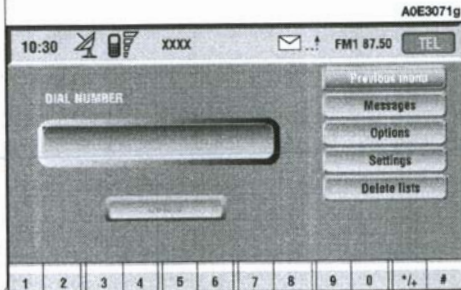 A0E3071g
10:30 XXXX FM1 87.50 TEL
Previous menu
DIAL NUMBER
Messages
Options
Settings
Delete lists
1 2 3 4 5 6 7 8 9 0 */+ #